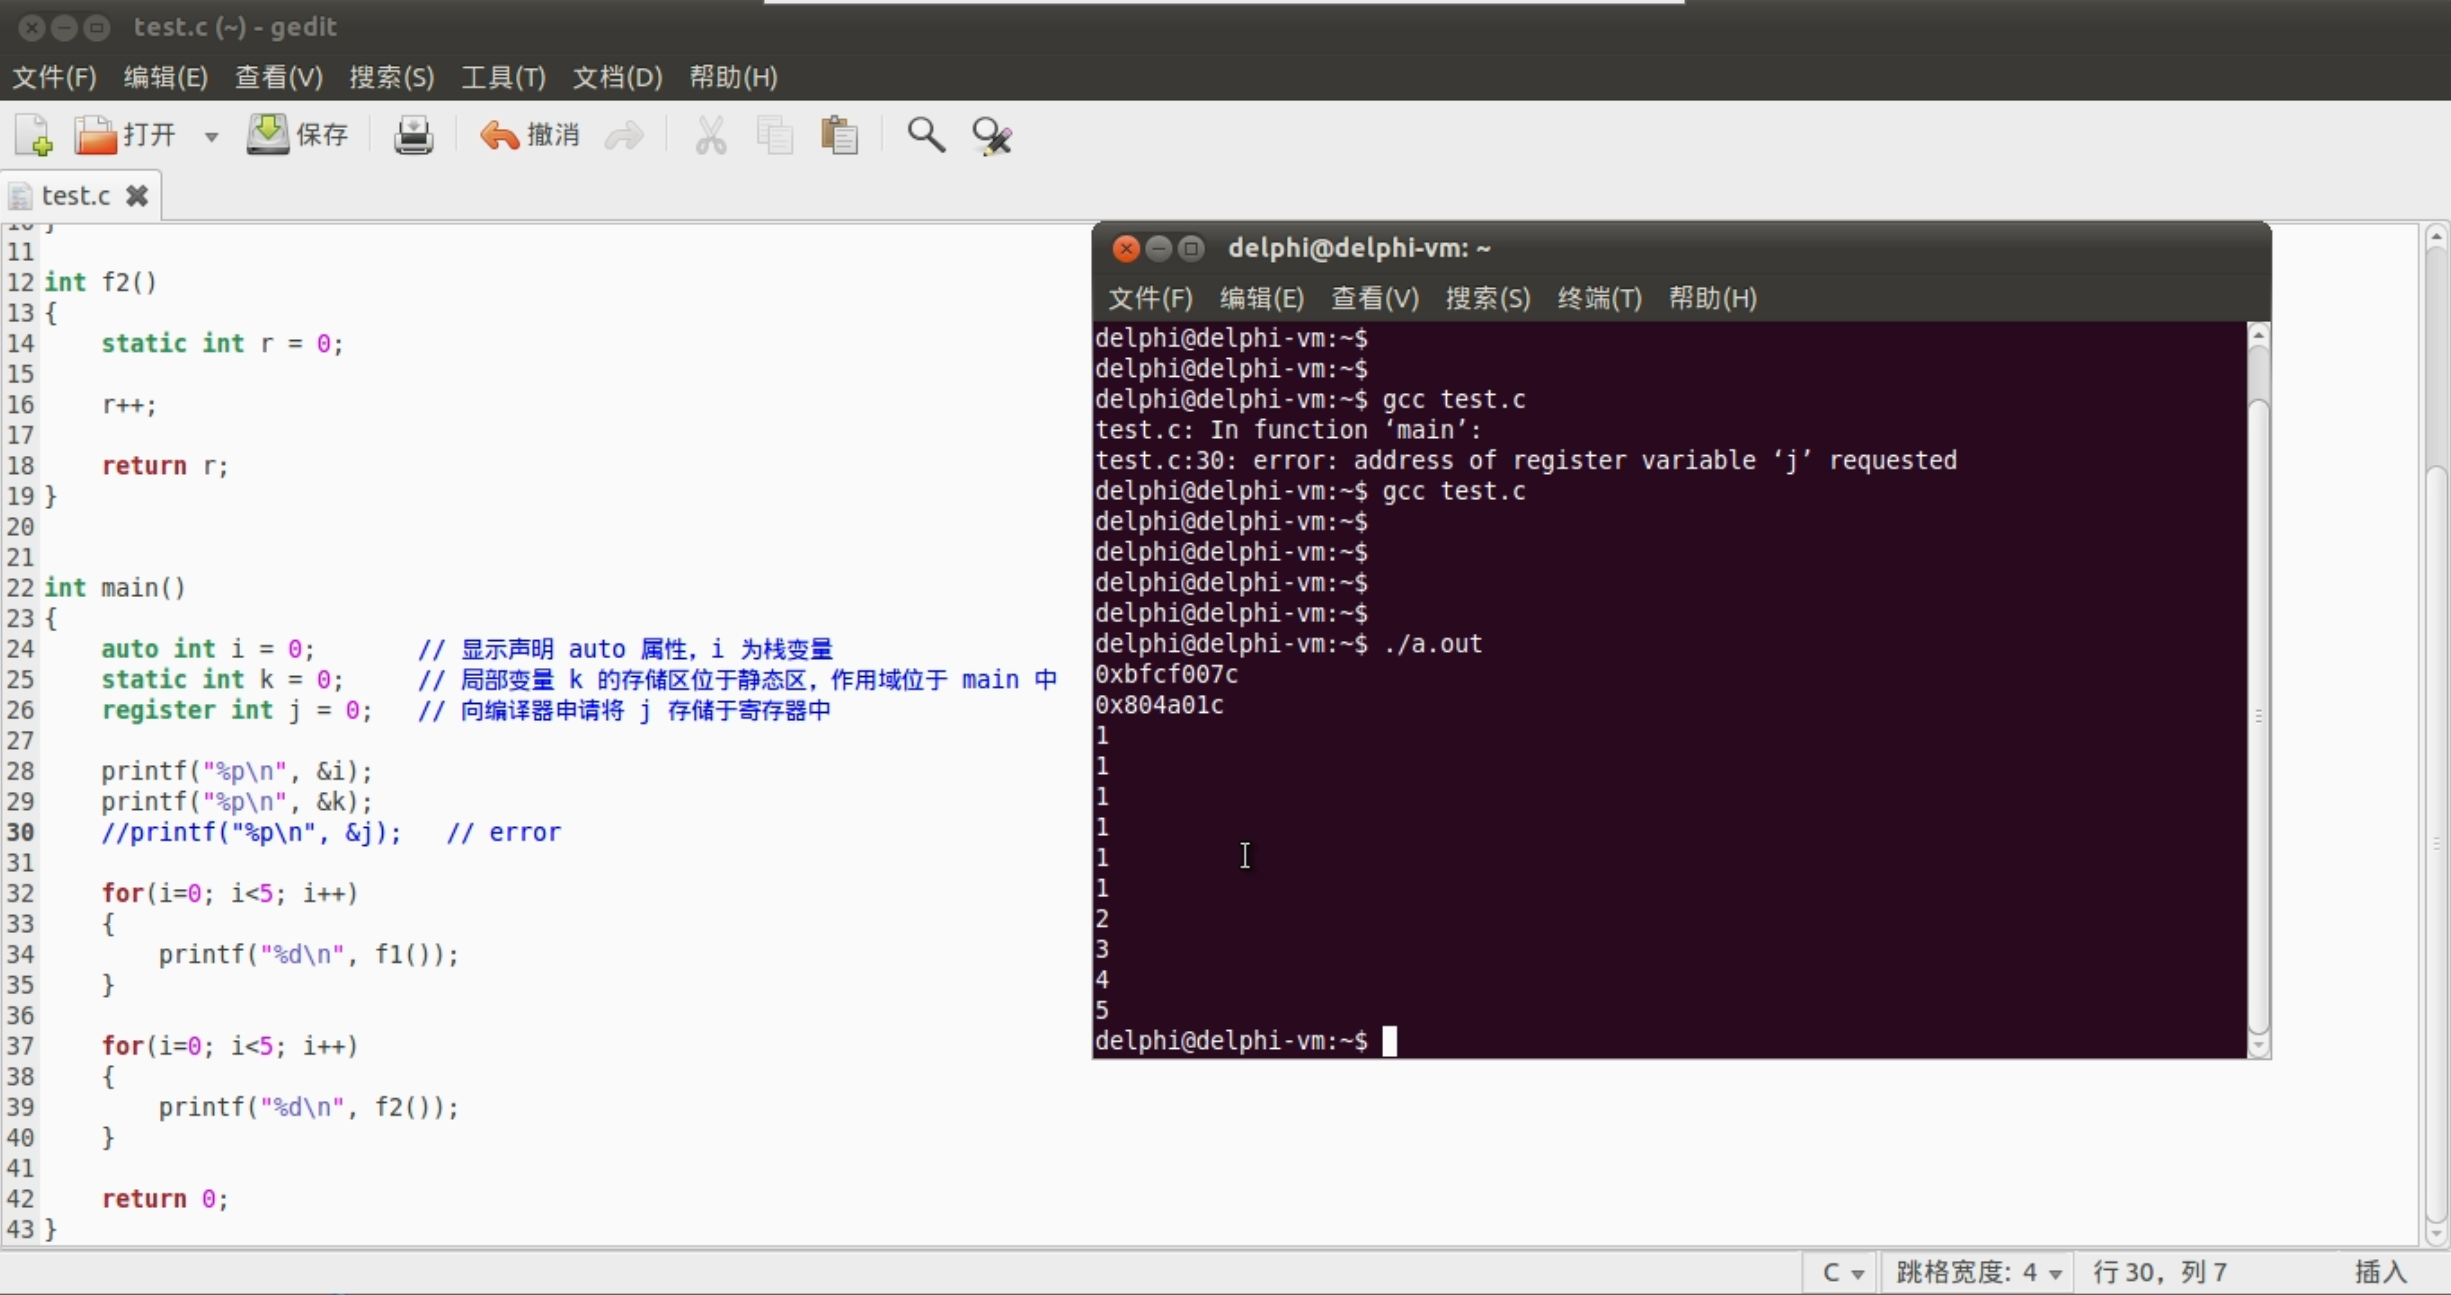 test.c (~) - gedit
文件(F) 编辑(E) 查看(V) 搜索(S) 工具(T) 文档(D) 帮助(H)
打开 保存 撤消
test.c
11
12 int f2()
13 {
14     static int r = 0;
15
16     r++;
17
18     return r;
19 }
20
21
22 int main()
23 {
24     auto int i = 0;       // 显示声明 auto 属性，i 为栈变量
25     static int k = 0;     // 局部变量 k 的存储区位于静态区，作用域位于 main 中
26     register int j = 0;   // 向编译器申请将 j 存储于寄存器中
27
28     printf("%p\n", &i);
29     printf("%p\n", &k);
30     //printf("%p\n", &j);   // error
31
32     for(i=0; i<5; i++)
33     {
34         printf("%d\n", f1());
35     }
36
37     for(i=0; i<5; i++)
38     {
39         printf("%d\n", f2());
40     }
41
42     return 0;
43 }
delphi@delphi-vm: ~
文件(F) 编辑(E) 查看(V) 搜索(S) 终端(T) 帮助(H)
delphi@delphi-vm:~$
delphi@delphi-vm:~$
delphi@delphi-vm:~$ gcc test.c
test.c: In function ‘main’:
test.c:30: error: address of register variable ‘j’ requested
delphi@delphi-vm:~$ gcc test.c
delphi@delphi-vm:~$
delphi@delphi-vm:~$
delphi@delphi-vm:~$
delphi@delphi-vm:~$
delphi@delphi-vm:~$ ./a.out
0xbfcf007c
0x804a01c
1
1
1
1
1
1
2
3
4
5
delphi@delphi-vm:~$
C 跳格宽度: 4 行 30，列 7 插入